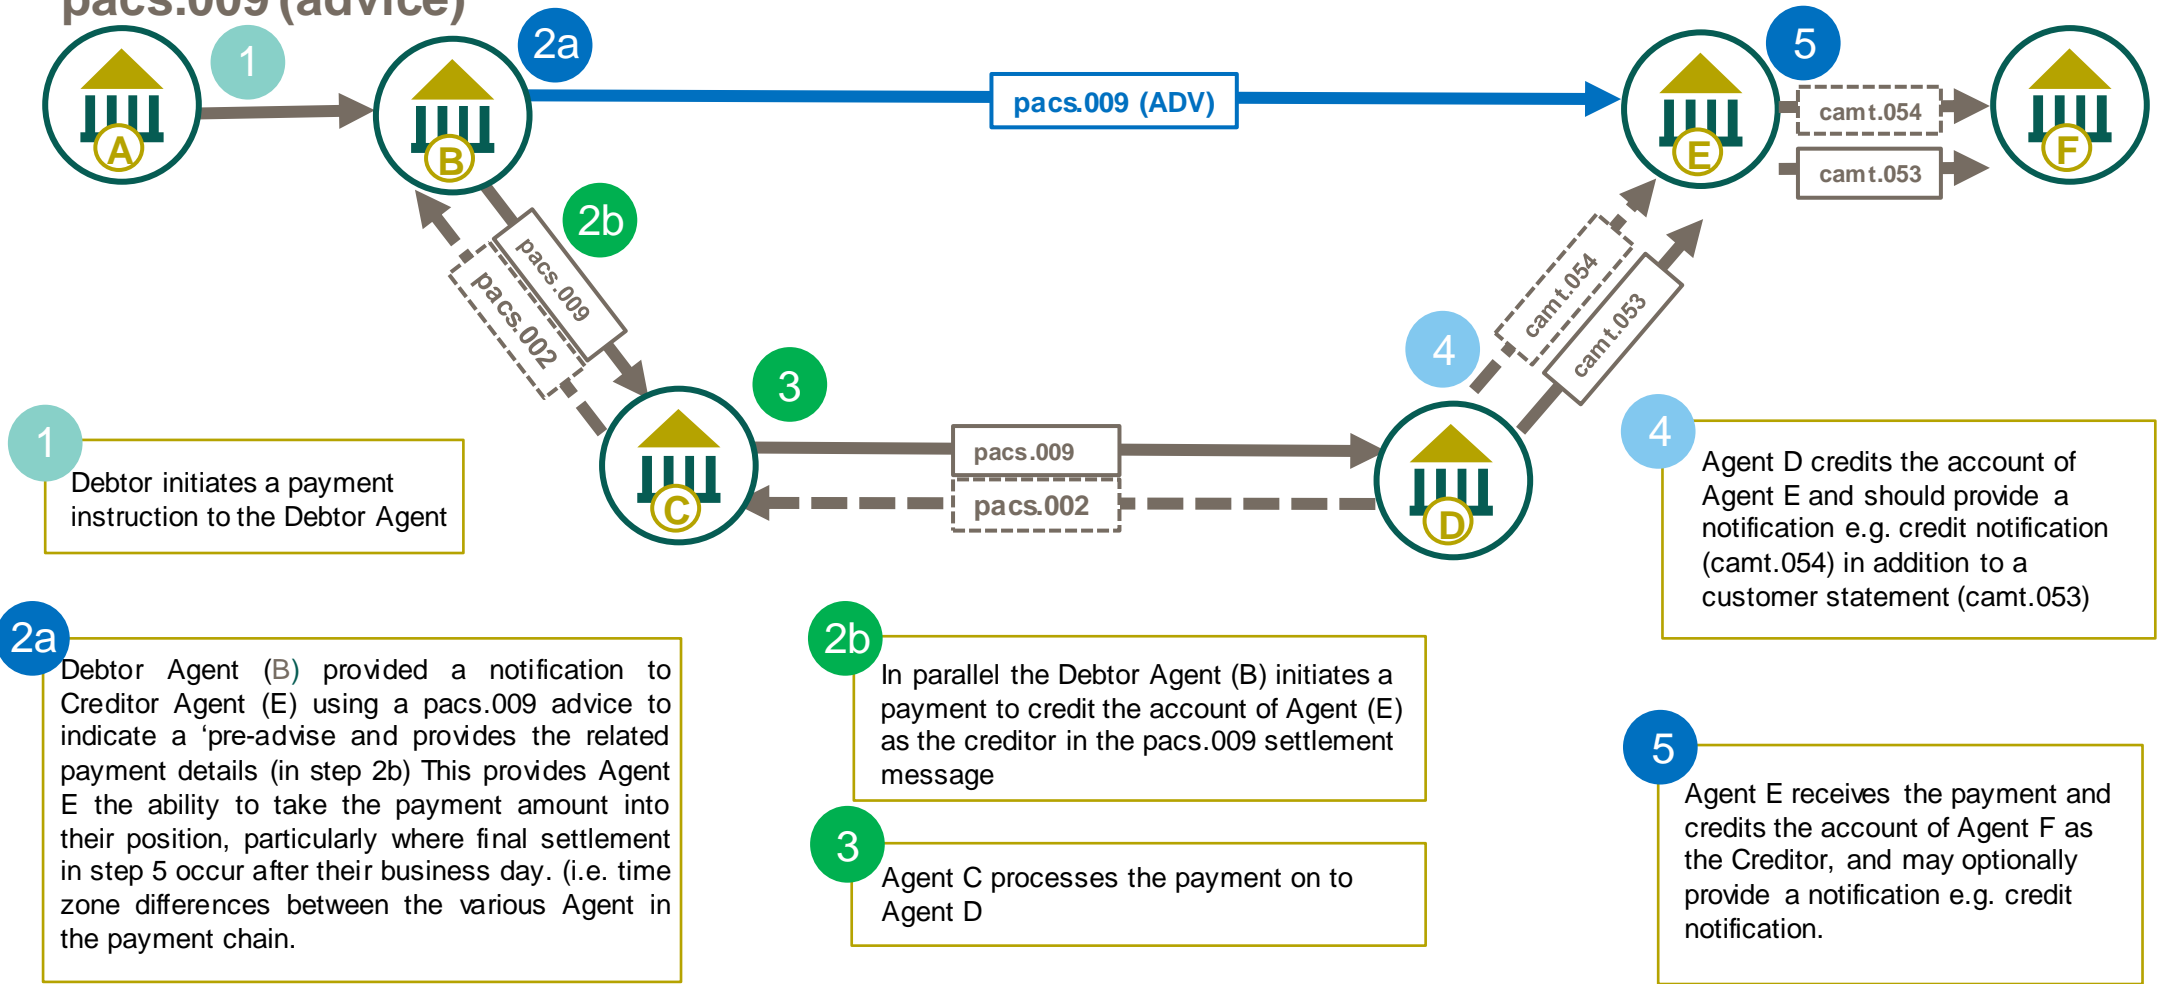 pacs.009 (advice)
1
2a
5
pacs.009 (ADV)
camt.054
camt.053
A
B
E
F
2b
pacs.009
pacs.002
camt.054
camt.053
4
3
pacs.009
pacs.002
C
D
1
Debtor initiates a payment
instruction to the Debtor Agent
4
Agent D credits the account of
Agent E and should provide a
notification e.g. credit notification
(camt.054) in addition to a
customer statement (camt.053)
2a
Debtor Agent (B) provided a notification to
Creditor Agent (E) using a pacs.009 advice to
indicate a ‘pre-advise and provides the related
payment details (in step 2b) This provides Agent
E the ability to take the payment amount into
their position, particularly where final settlement
in step 5 occur after their business day. (i.e. time
zone differences between the various Agent in
the payment chain.
2b
In parallel the Debtor Agent (B) initiates a
payment to credit the account of Agent (E)
as the creditor in the pacs.009 settlement
message
3
Agent C processes the payment on to
Agent D
5
Agent E receives the payment and
credits the account of Agent F as
the Creditor, and may optionally
provide a notification e.g. credit
notification.